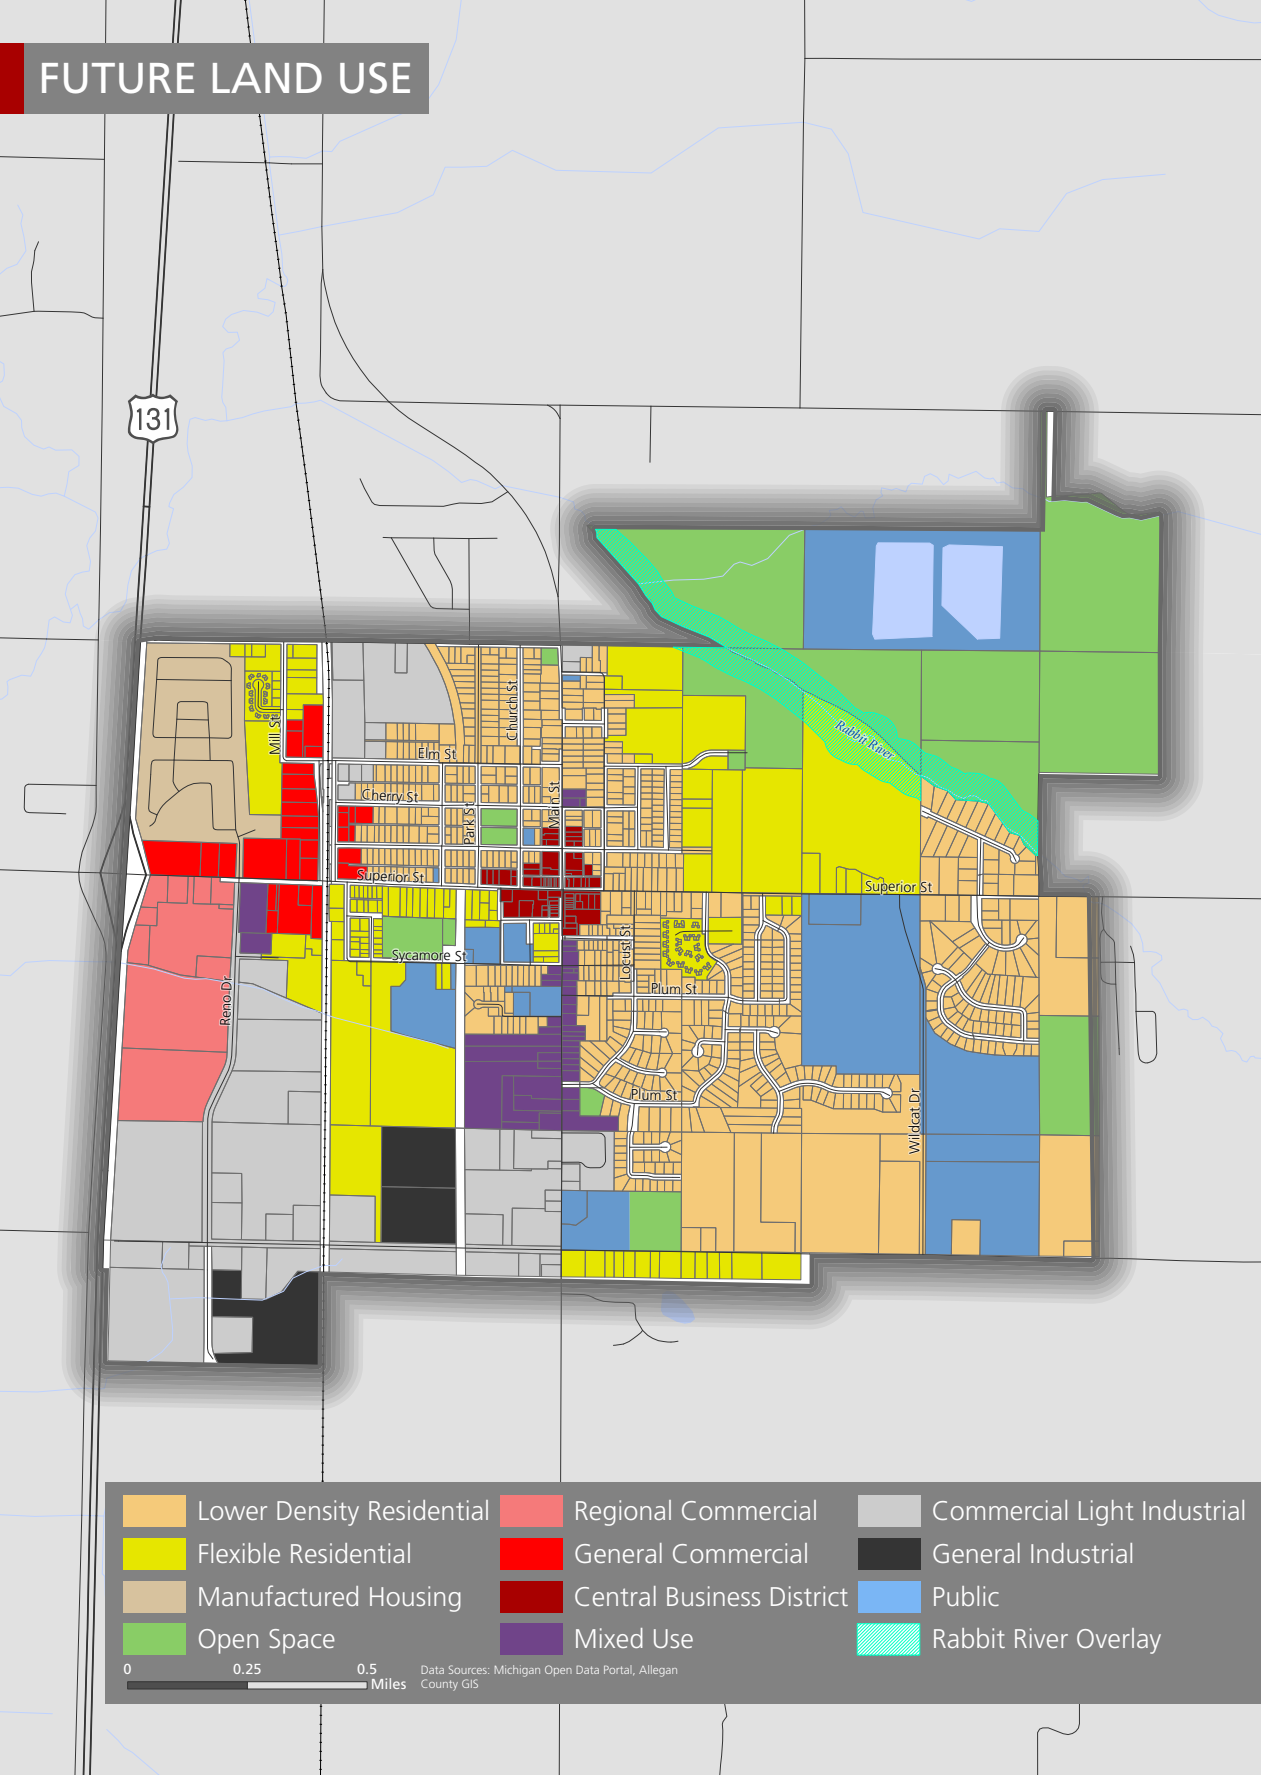 FUTURE LAND USE
131
Mill St
Church St
Elm St
Cherry St
Park St
Main St
Rabbit River
Superior St
Superior St
Sycamore St
Locust St
Reno Dr
Plum St
Plum St
Wildcat Dr
Lower Density Residential
Flexible Residential
Manufactured Housing
Open Space
Regional Commercial
General Commercial
Central Business District
Mixed Use
Commercial Light Industrial
General Industrial
Public
Rabbit River Overlay
0 0.25 0.5
Miles
Data Sources: Michigan Open Data Portal, Allegan
County GIS